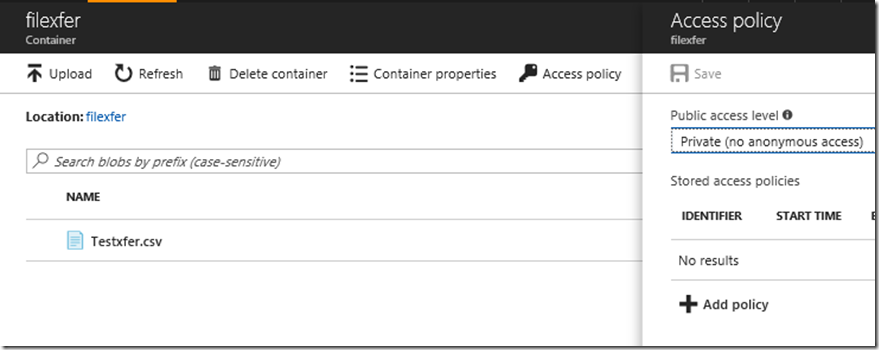 filexfer
Container
Upload Refresh Delete container Container properties Access policy
Location: filexfer
Search blobs by prefix (case-sensitive)
NAME
Testxfer.csv
Access policy
filexfer
Save
Public access level
Private (no anonymous access)
Stored access policies
IDENTIFIER START TIME E
No results
Add policy